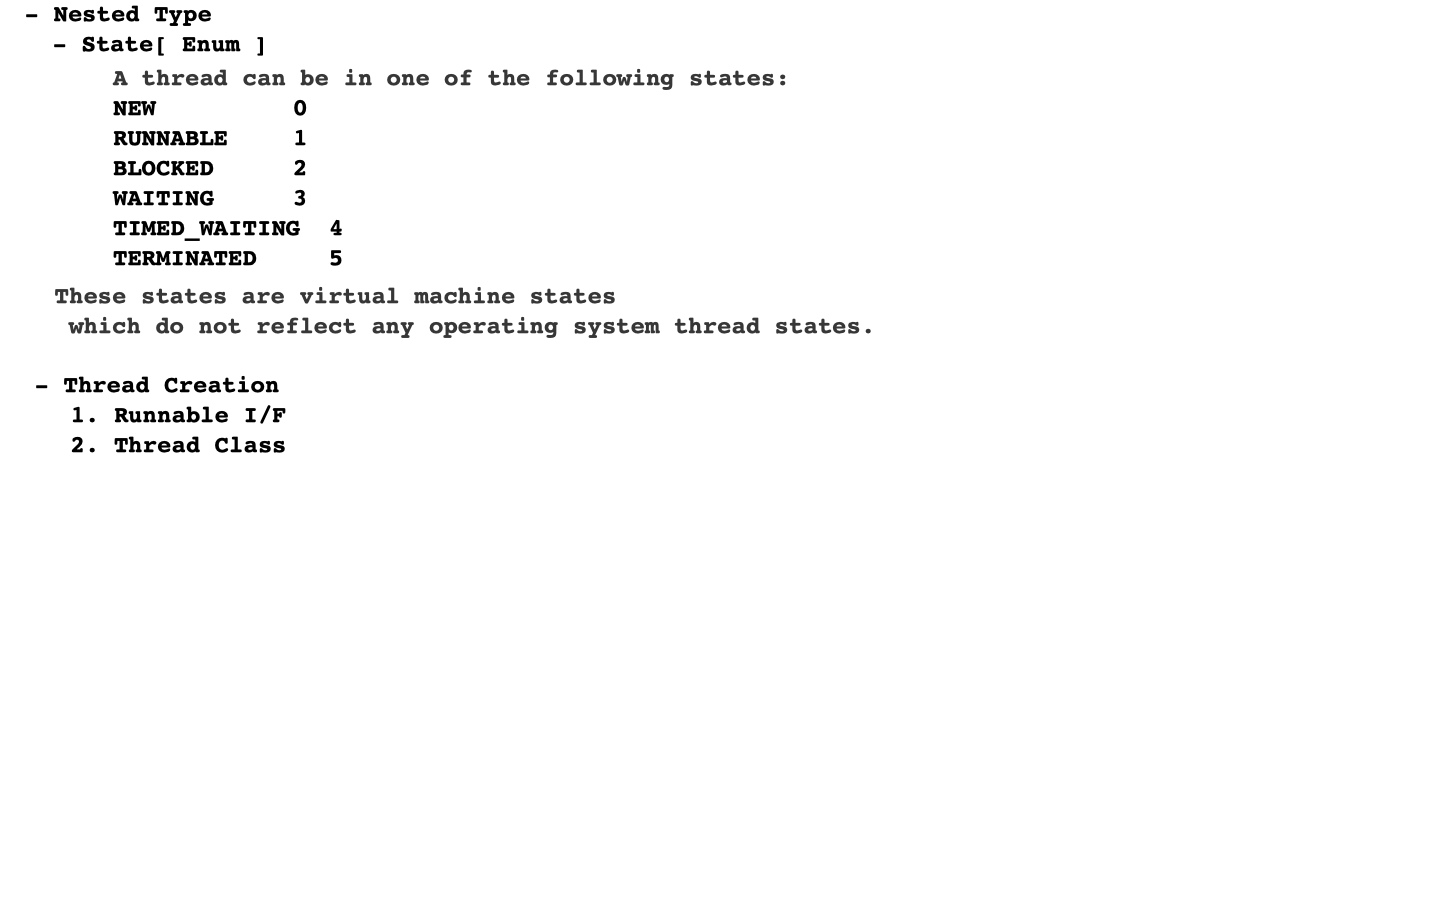 - Nested Type
- State[ Enum ]
A thread can be in one of the following states:
NEW 0
RUNNABLE 1
BLOCKED 2
WAITING 3
TIMED_WAITING 4
TERMINATED 5
These states are virtual machine states
which do not reflect any operating system thread states.
- Thread Creation
1. Runnable I/F
2. Thread Class